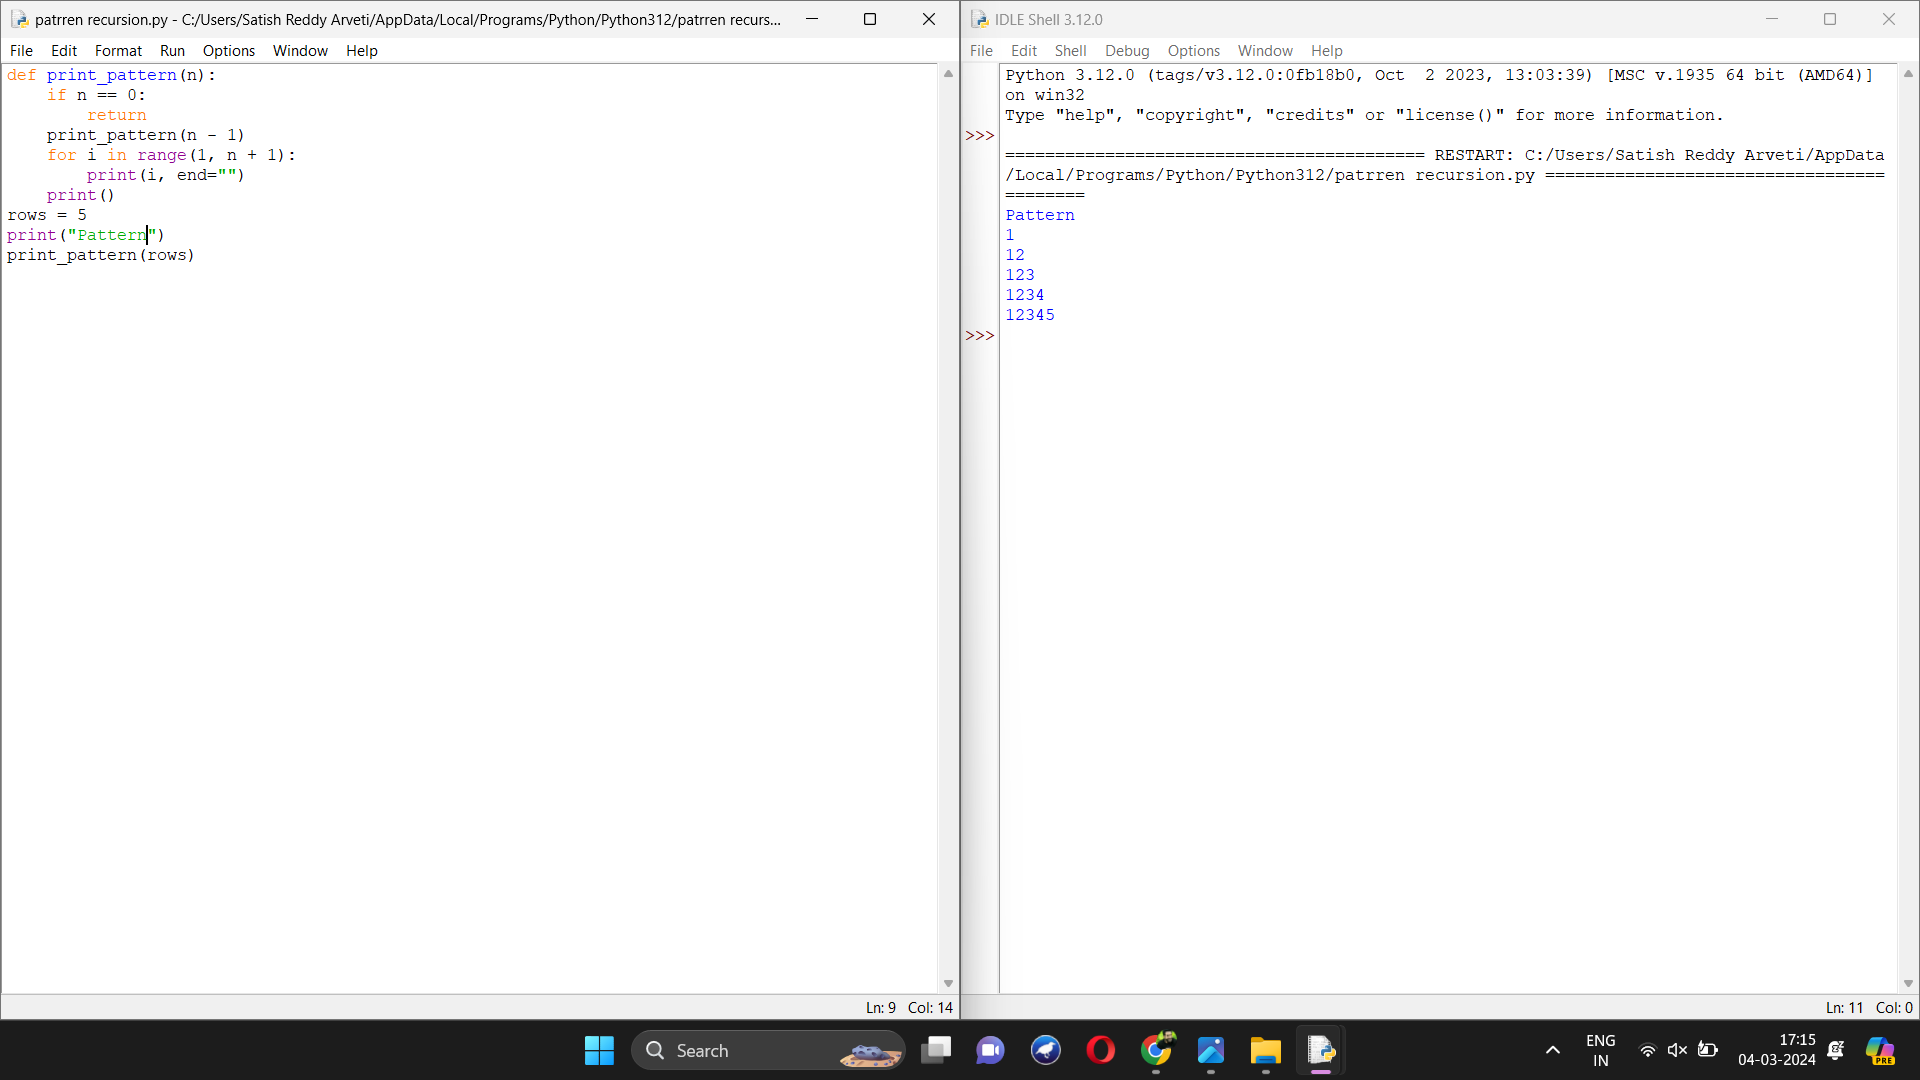 patrren recursion.py - C:/Users/Satish Reddy Arveti/AppData/Local/Programs/Python/Python312/patrren recurs...
File Edit Format Run Options Window Help
def print_pattern(n):
    if n == 0:
        return
    print_pattern(n - 1)
    for i in range(1, n + 1):
        print(i, end="")
    print()
rows = 5
print("Pattern")
print_pattern(rows)
Ln: 9 Col: 14
IDLE Shell 3.12.0
File Edit Shell Debug Options Window Help
Python 3.12.0 (tags/v3.12.0:0fb18b0, Oct  2 2023, 13:03:39) [MSC v.1935 64 bit (AMD64)]
on win32
Type "help", "copyright", "credits" or "license()" for more information.
>>>
========================================== RESTART: C:/Users/Satish Reddy Arveti/AppData
/Local/Programs/Python/Python312/patrren recursion.py ==================================
========
Pattern
1
12
123
1234
12345
>>>
Ln: 11 Col: 0
Search
ENG
IN
17:15
04-03-2024
PRE